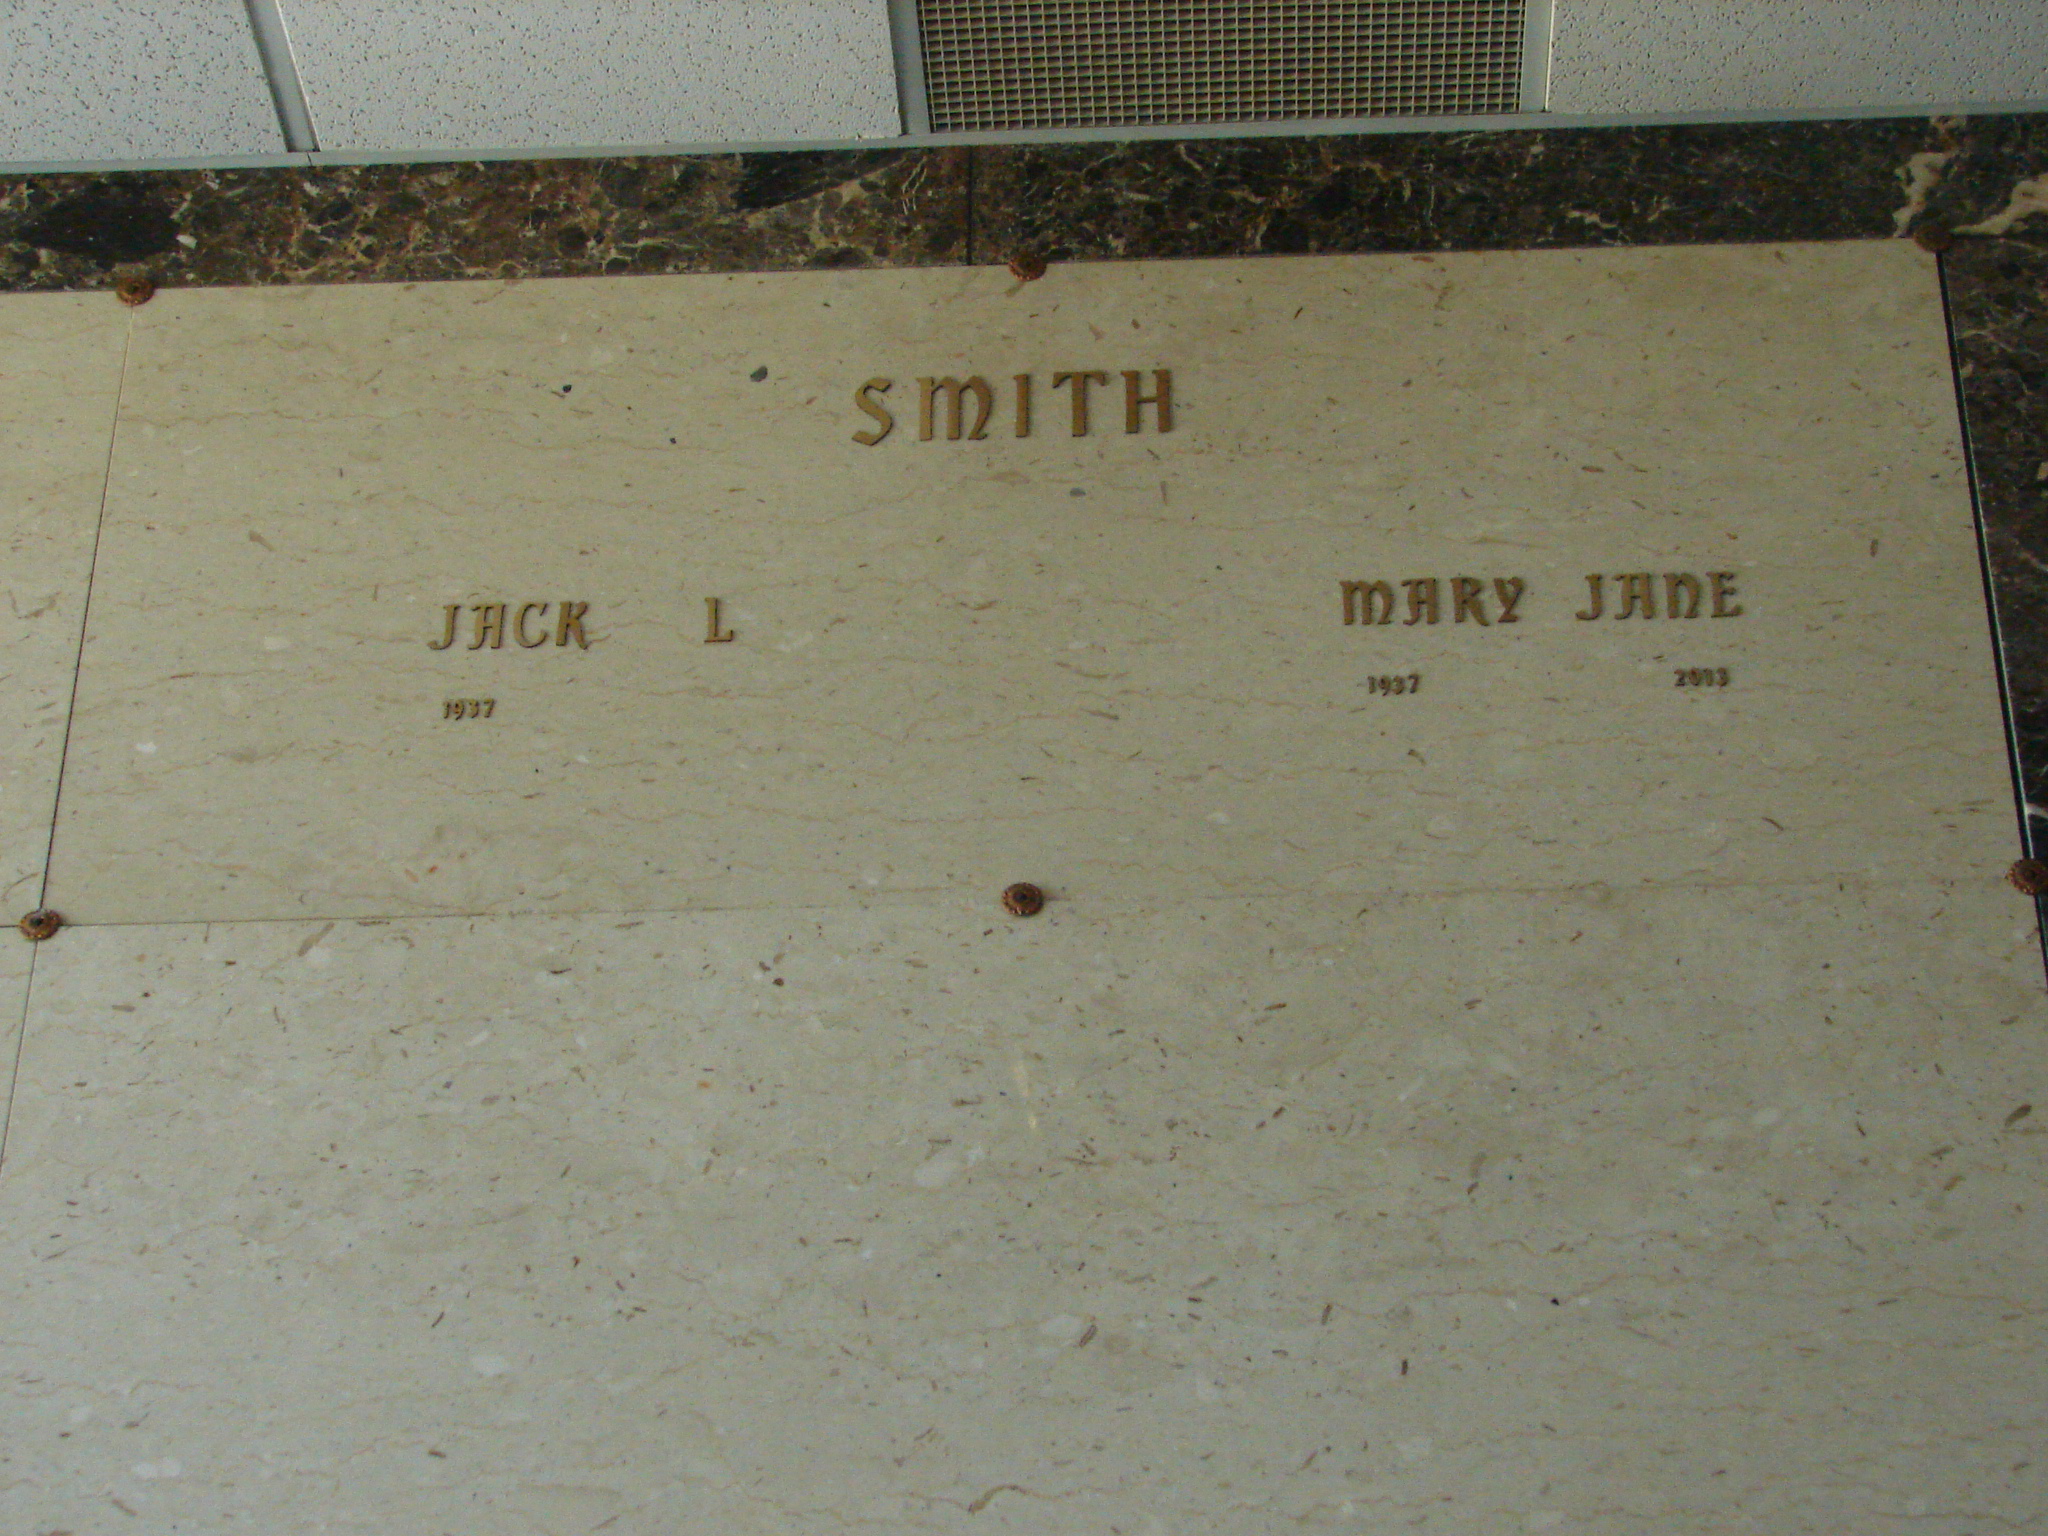 SMITH
JACK L
MARY JANE
1937
1937 2013